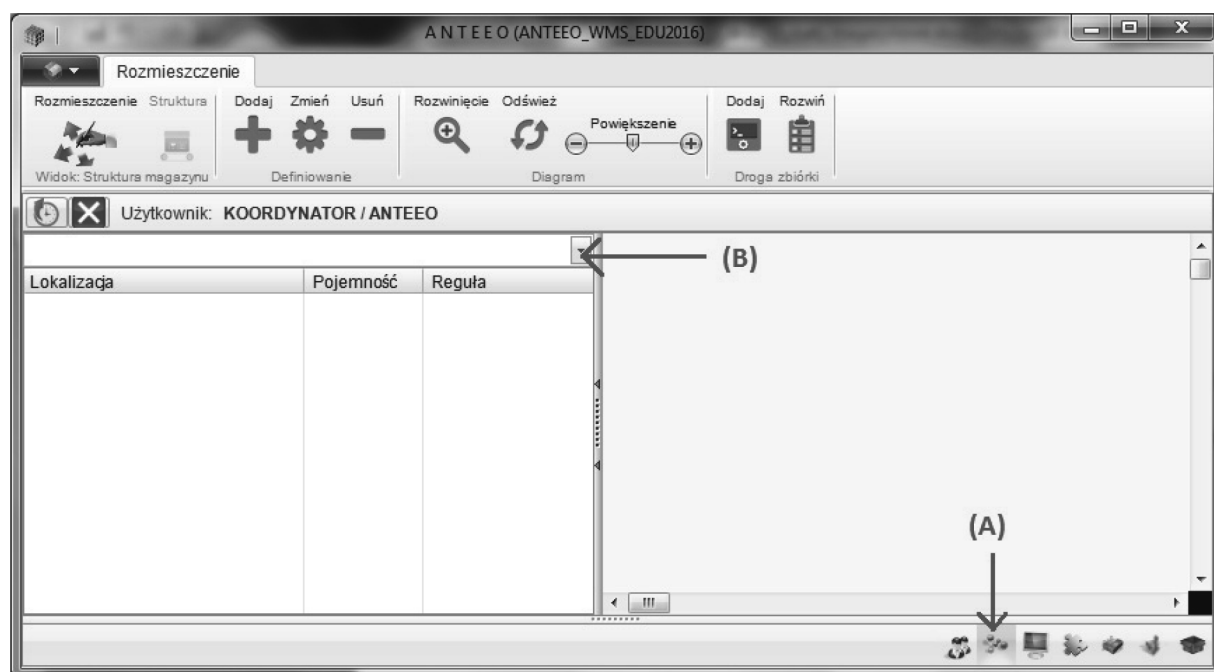 A N T E E O (ANTEEO_WMS_EDU2016)
Rozmieszczenie
Rozmieszczenie Struktura Dodaj Zmień Usuń Rozwinięcie Odśwież Dodaj Rozwiń
Powiększenie
Widok: Struktura magazynu Definiowanie Diagram Droga zbiórki
Użytkownik: KOORDYNATOR / ANTEEO
(B)
Lokalizacja Pojemność Reguła
(A)